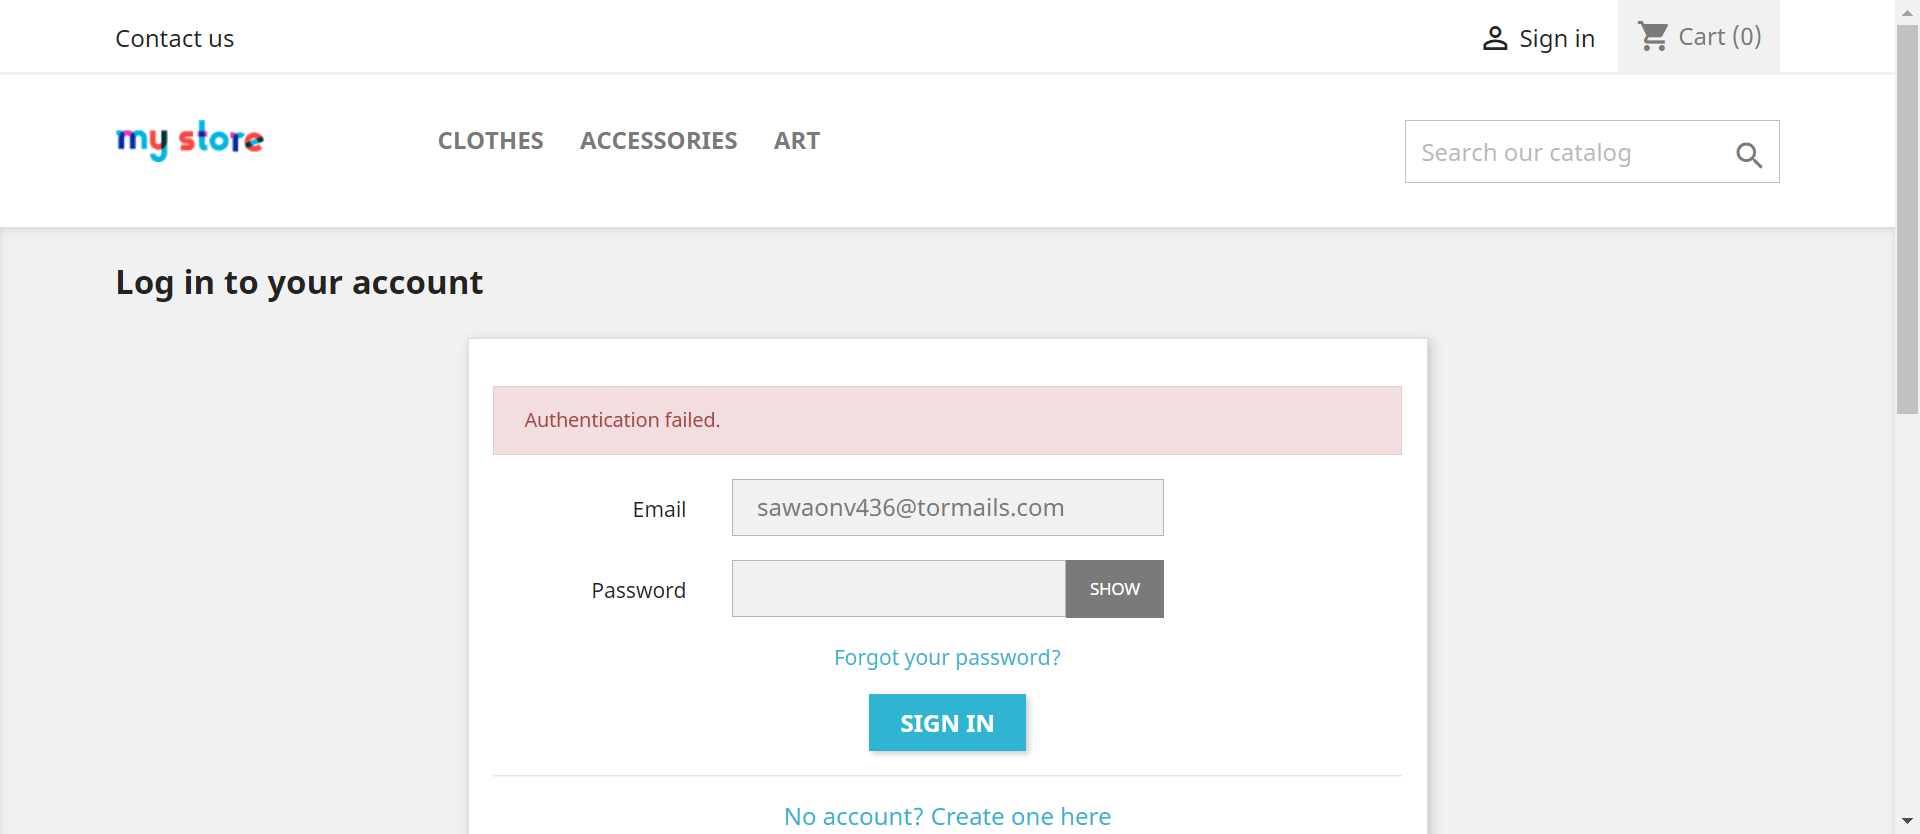 Contact us
Sign in
Cart (0)
my store
CLOTHES ACCESSORIES ART
Search our catalog
Log in to your account
Authentication failed.
Email
sawaonv436@tormails.com
Password
SHOW
Forgot your password?
SIGN IN
No account? Create one here